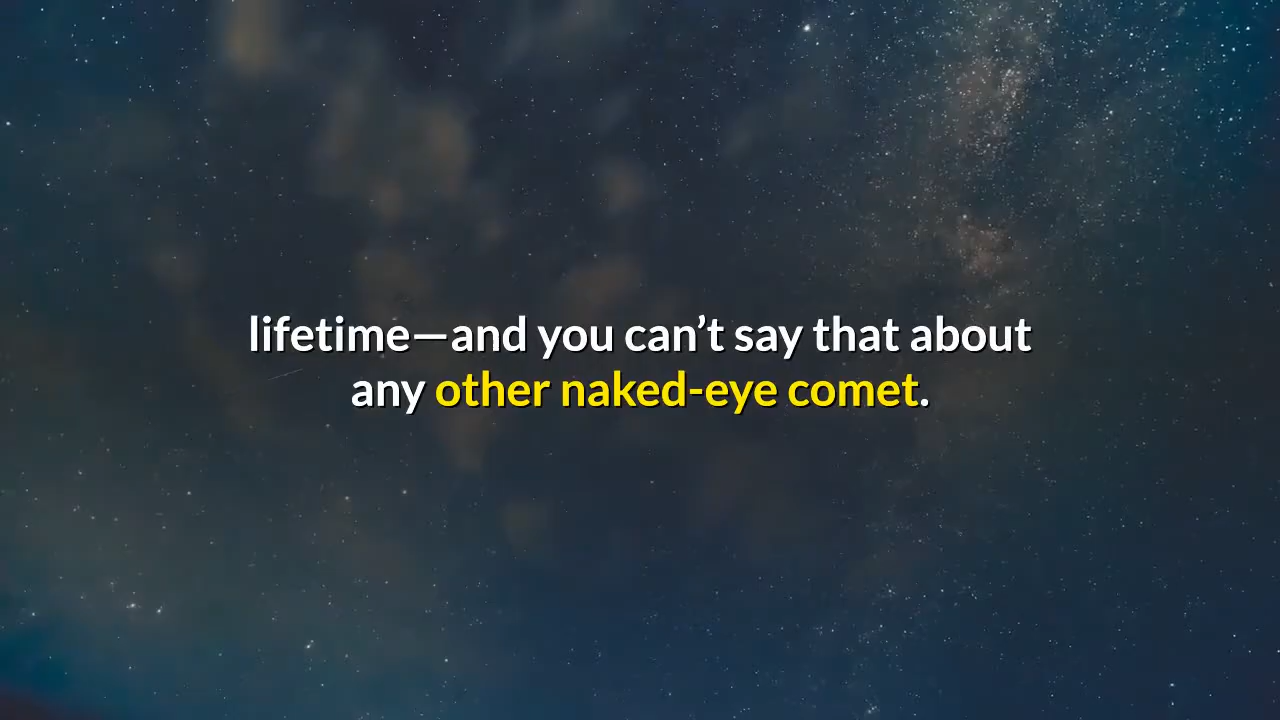 lifetime—and you can’t say that about
any other naked-eye comet.